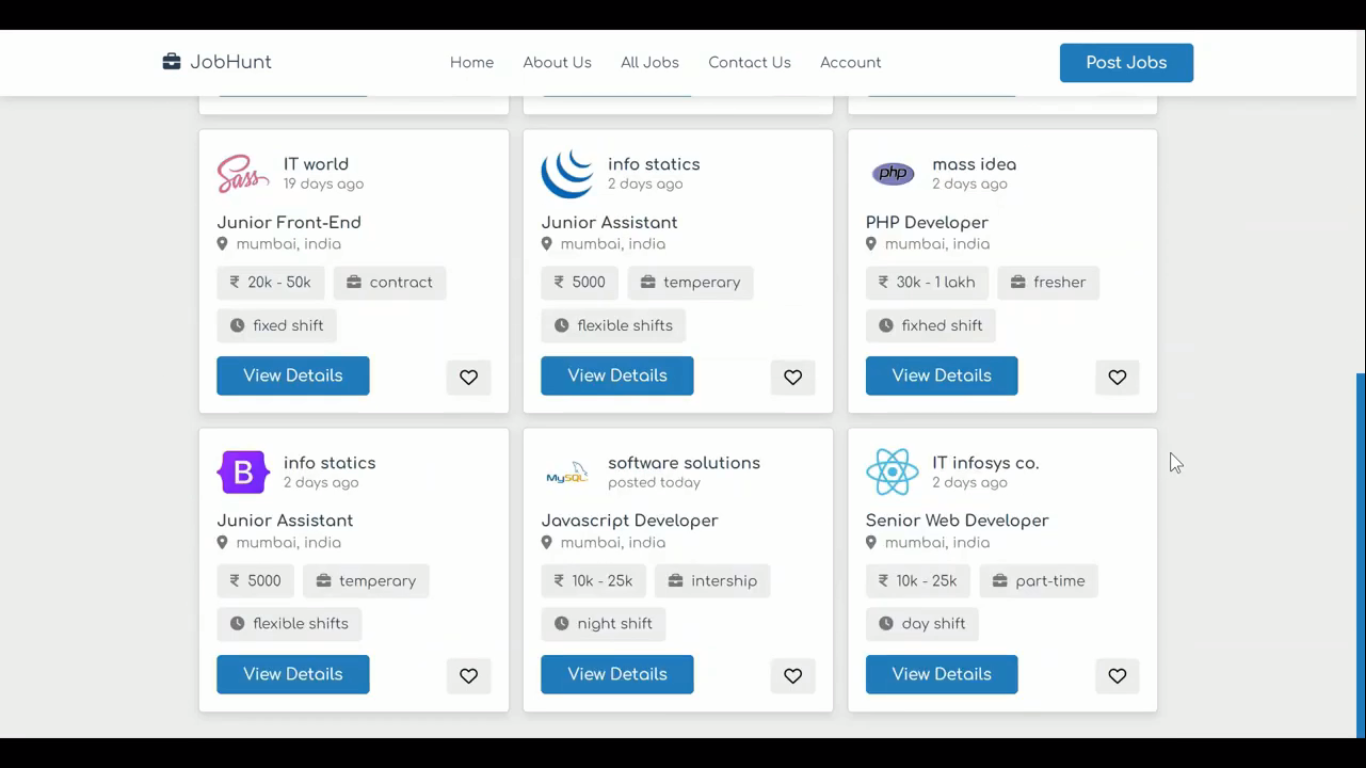 JobHunt
Home About Us All Jobs Contact Us Account
Post Jobs
Sass
IT world
19 days ago
Junior Front-End
mumbai, india
₹ 20k - 50k
contract
fixed shift
View Details
info statics
2 days ago
Junior Assistant
mumbai, india
₹ 5000
temperary
flexible shifts
View Details
php
mass idea
2 days ago
PHP Developer
mumbai, india
₹ 30k - 1 lakh
fresher
fixhed shift
View Details
B
info statics
2 days ago
Junior Assistant
mumbai, india
₹ 5000
temperary
flexible shifts
View Details
MySQL
software solutions
posted today
Javascript Developer
mumbai, india
₹ 10k - 25k
intership
night shift
View Details
IT infosys co.
2 days ago
Senior Web Developer
mumbai, india
₹ 10k - 25k
part-time
day shift
View Details